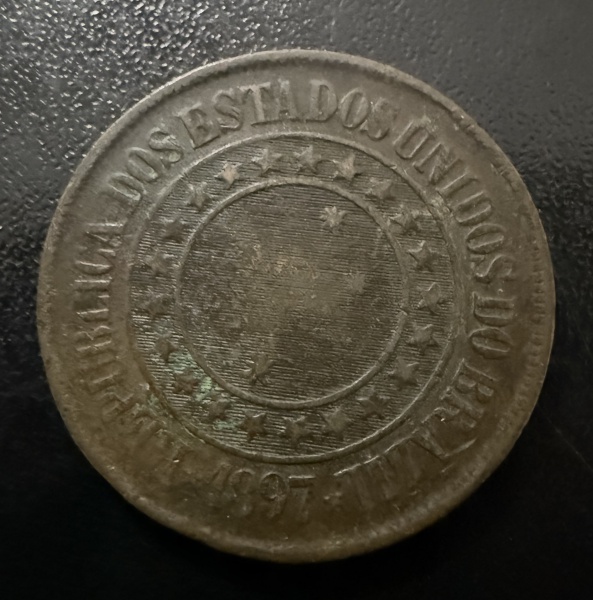 REPUBLICA DOS ESTADOS UNIDOS DO BRAZIL
1897